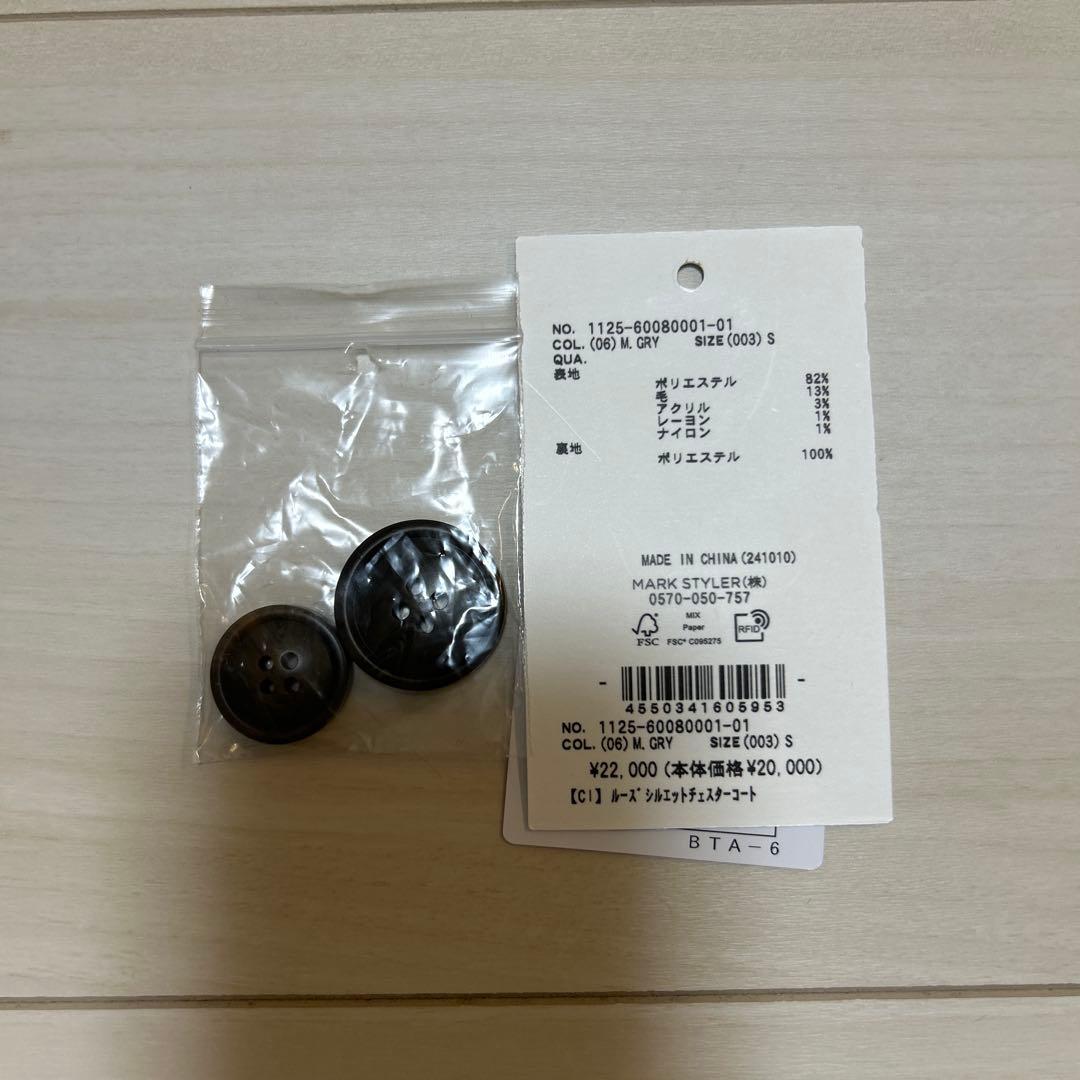 NO. 1125-60080001-01
COL.(06)M.GRY SIZE(003)S
QUA.
表地 ポリエステル 82%
毛 13%
アクリル 3%
レーヨン 1%
ナイロン 1%
裏地 ポリエステル 100%
MADE IN CHINA(241010)
MARK STYLER(株)
0570-050-757
FSC MIX Paper FSC® C095275 RFID
4550341605953
NO. 1125-60080001-01
COL.(06)M.GRY SIZE(003)S
¥22,000(本体価格¥20,000)
【CI】ルーズシルエットチェスターコート
BTA-6